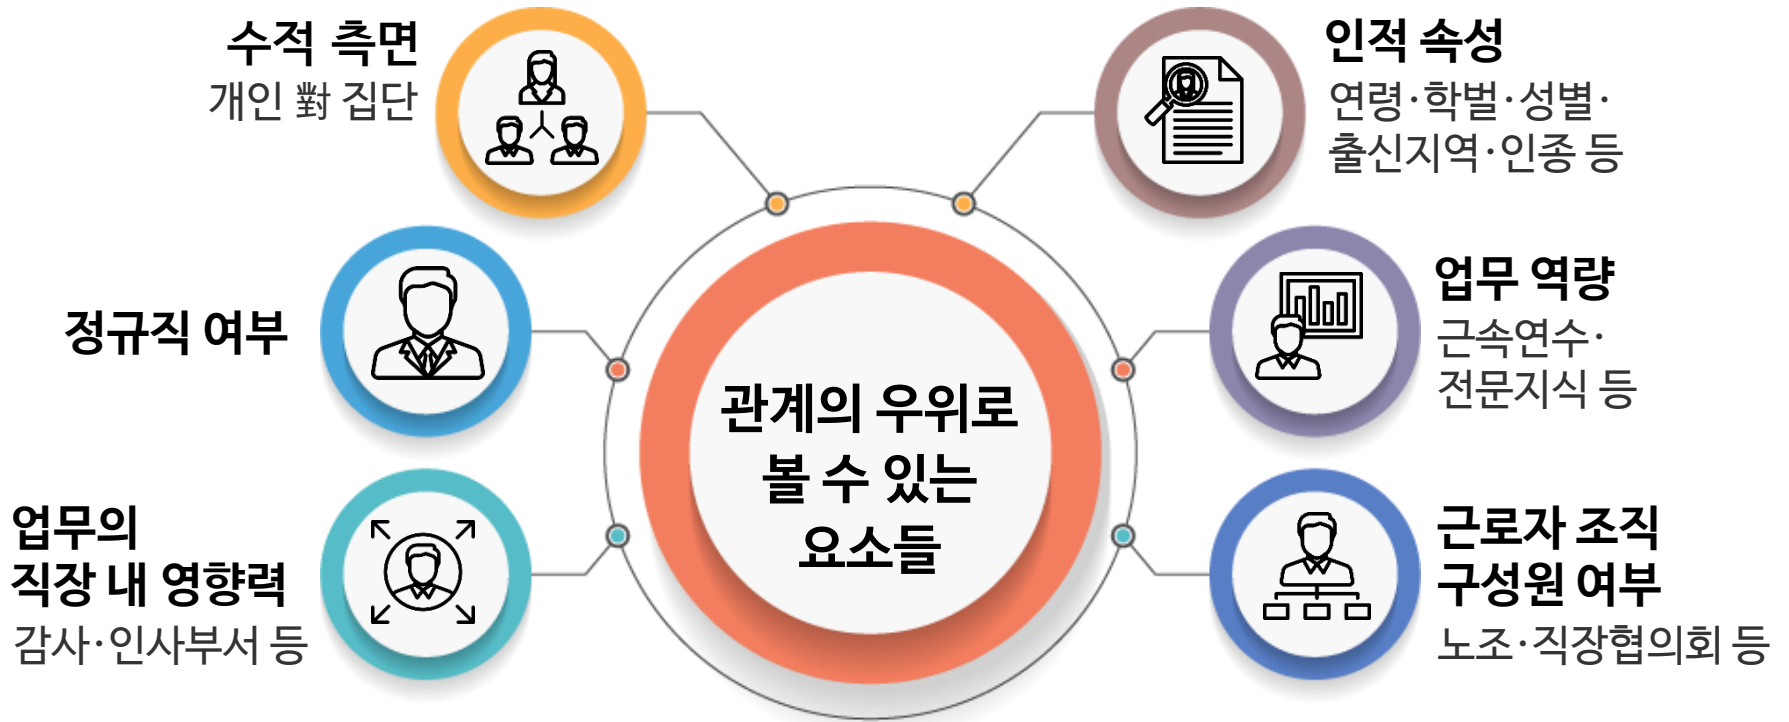 수적 측면
개인 對 집단
정규직 여부
업무의
직장 내 영향력
감사·인사부서 등
관계의 우위로
볼 수 있는
요소들
인적 속성
연령·학벌·성별·
출신지역·인종 등
업무 역량
근속연수·
전문지식 등
근로자 조직
구성원 여부
노조·직장협의회 등